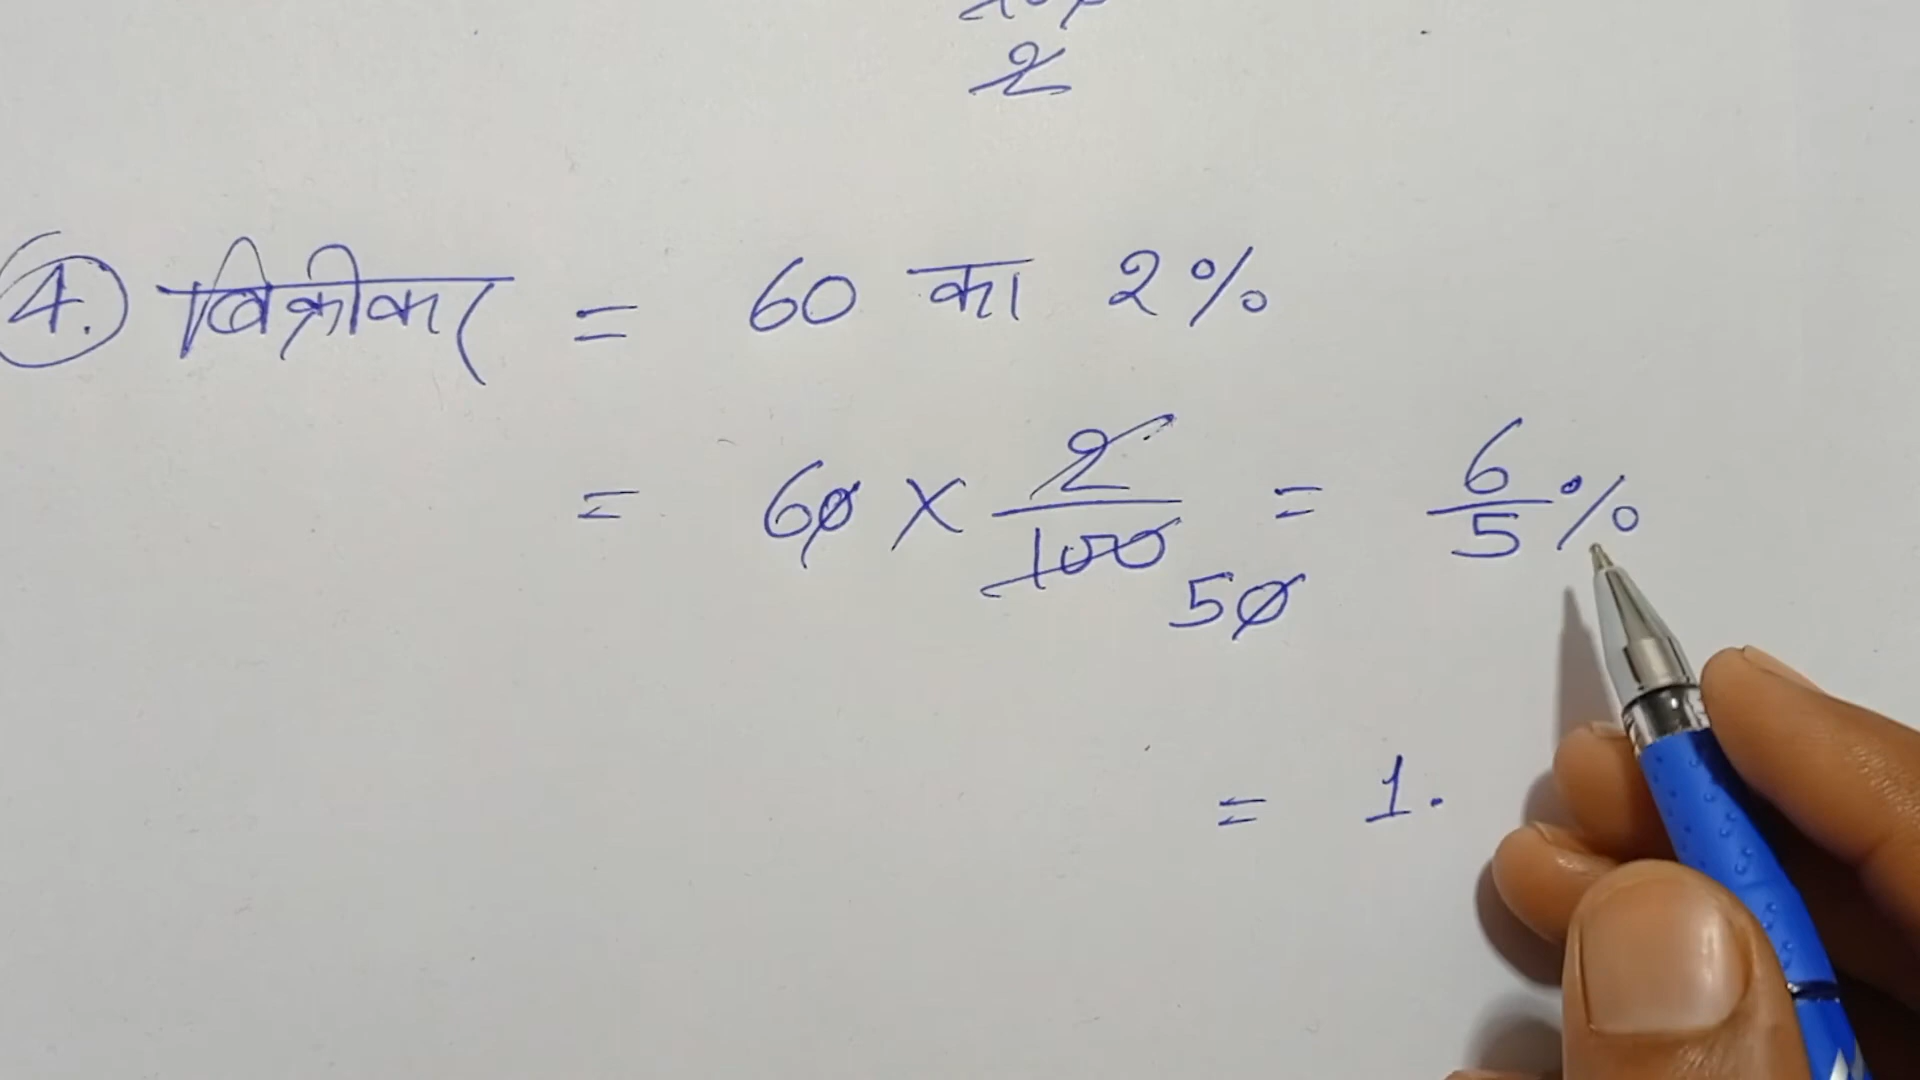 2
4. बिक्रीकर = 60 का 2%
= 60 × 2/100 = 6/5 %
50
= 1.